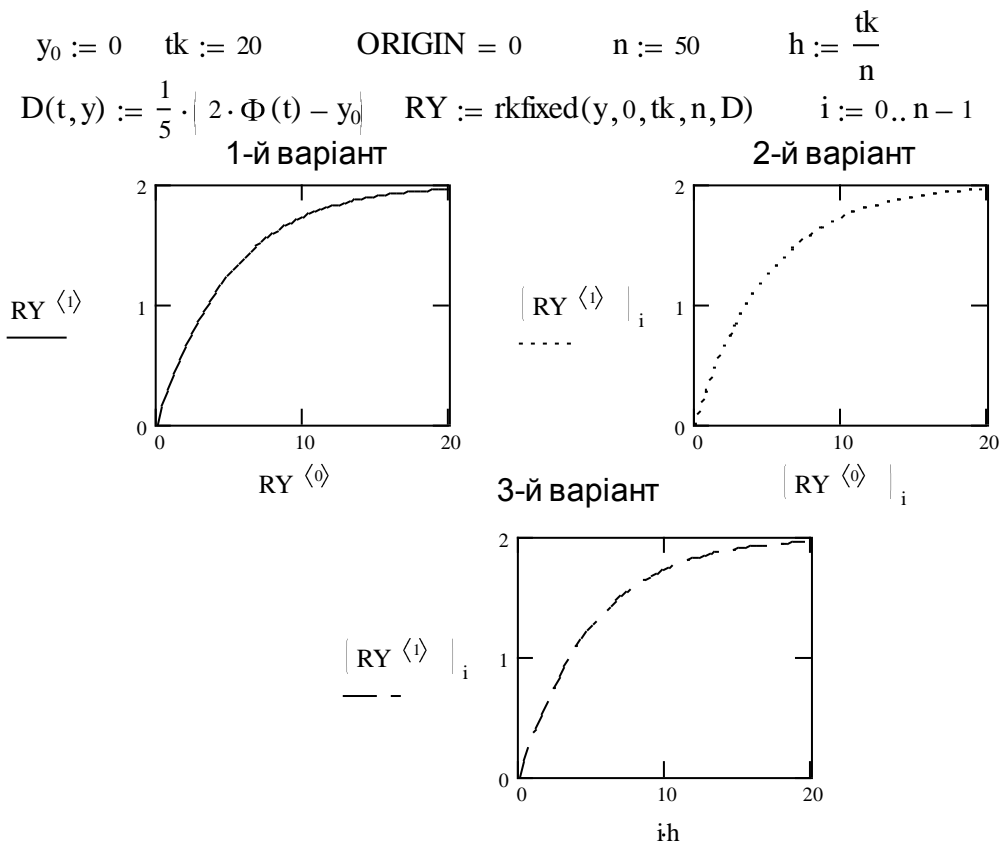 y₀ := 0 tk := 20 ORIGIN = 0 n := 50 h := tk/n
D(t, y) := 1/5 · (2 · Φ(t) − y₀) RY := rkfixed(y, 0, tk, n, D) i := 0.. n − 1
1-й варіант
2
1
0
0 10 20
RY ⟨1⟩
RY ⟨0⟩
2-й варіант
2
1
0
0 10 20
(RY ⟨1⟩)i
(RY ⟨0⟩)i
3-й варіант
2
1
0
0 10 20
(RY ⟨1⟩)i
i·h